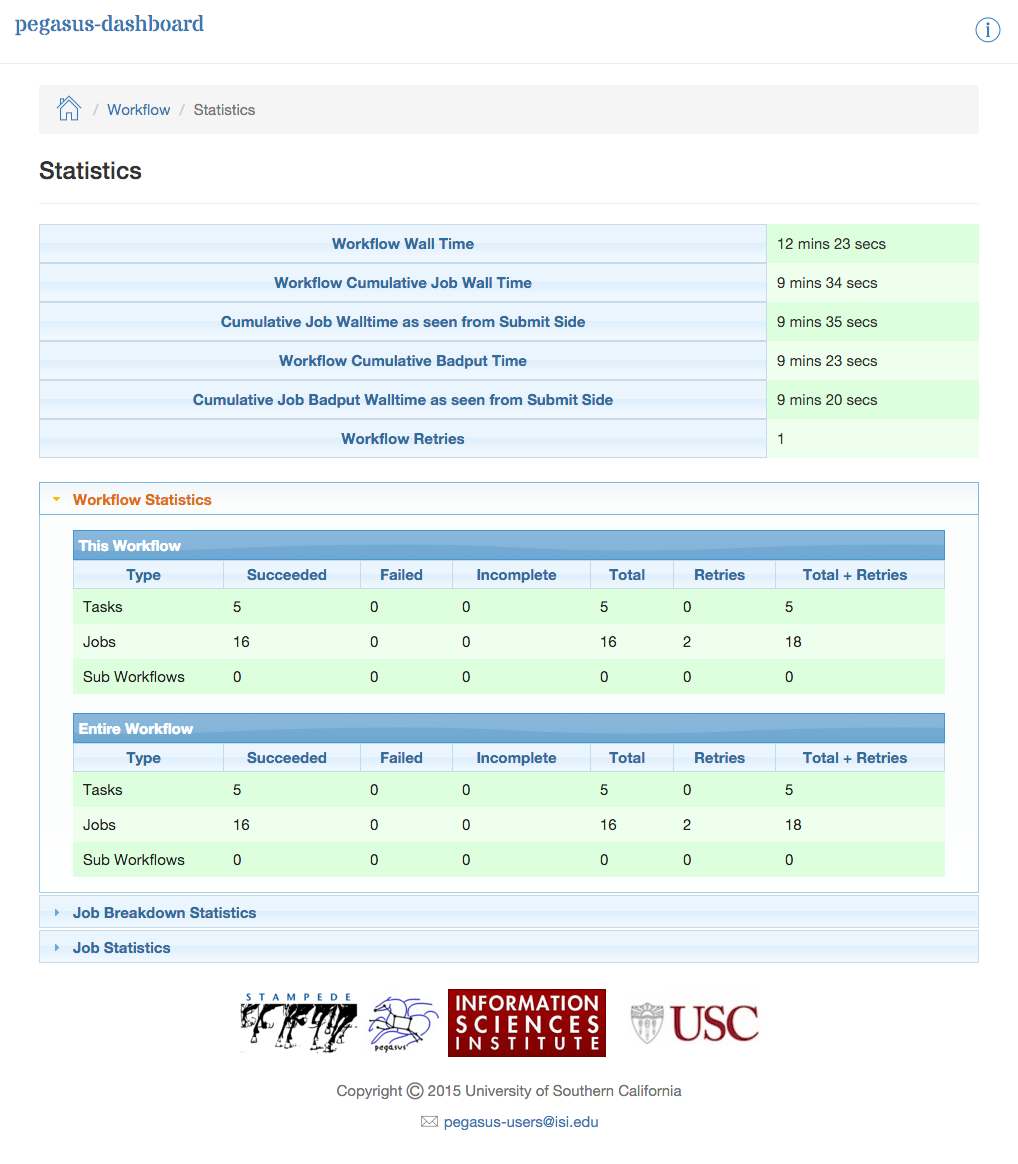 pegasus-dashboard
i
/ Workflow / Statistics
Statistics
Workflow Wall Time 12 mins 23 secs
Workflow Cumulative Job Wall Time 9 mins 34 secs
Cumulative Job Walltime as seen from Submit Side 9 mins 35 secs
Workflow Cumulative Badput Time 9 mins 23 secs
Cumulative Job Badput Walltime as seen from Submit Side 9 mins 20 secs
Workflow Retries 1
Workflow Statistics
This Workflow
Type Succeeded Failed Incomplete Total Retries Total + Retries
Tasks 5 0 0 5 0 5
Jobs 16 0 0 16 2 18
Sub Workflows 0 0 0 0 0 0
Entire Workflow
Type Succeeded Failed Incomplete Total Retries Total + Retries
Tasks 5 0 0 5 0 5
Jobs 16 0 0 16 2 18
Sub Workflows 0 0 0 0 0 0
Job Breakdown Statistics
Job Statistics
STAMPEDE
pegasus
INFORMATION
SCIENCES
INSTITUTE
USC
Copyright © 2015 University of Southern California
pegasus-users@isi.edu